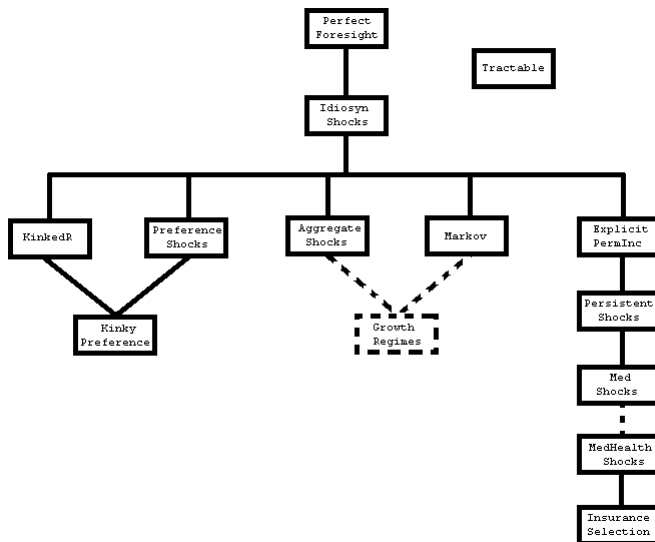 Perfect
Foresight
Tractable
Idiosyn
Shocks
KinkedR
Preference
Shocks
Aggregate
Shocks
Markov
Explicit
PermInc
Kinky
Preference
Growth
Regimes
Persistent
Shocks
Med
Shocks
MedHealth
Shocks
Insurance
Selection